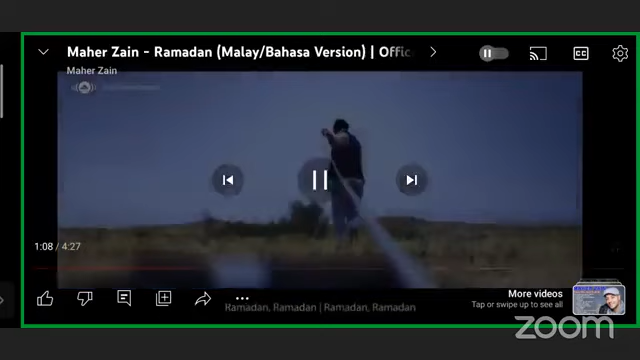 Maher Zain - Ramadan (Malay/Bahasa Version) | Offic
Maher Zain
CC
1:08 / 4:27
More videos
Tap or swipe up to see all
Ramadan, Ramadan | Ramadan, Ramadan
zoom